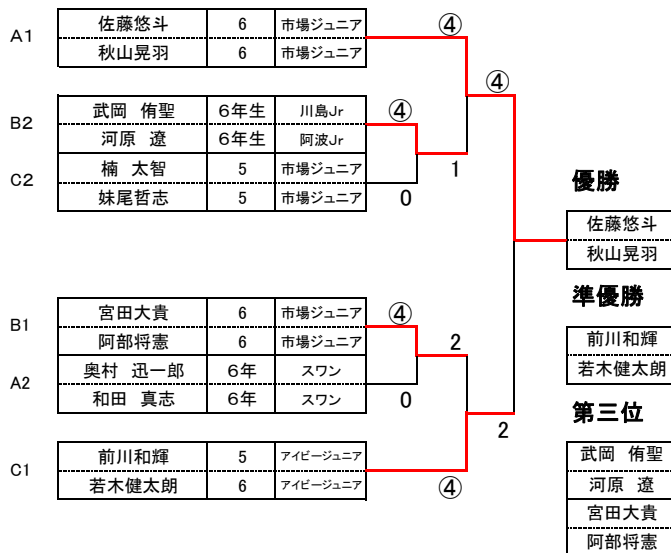 A1 佐藤悠斗 6 市場ジュニア ④
秋山晃羽 6 市場ジュニア ④
B2 武岡 侑聖 6年生 川島Jr ④
河原 遼 6年生 阿波Jr 1
C2 楠 太智 5 市場ジュニア
妹尾哲志 5 市場ジュニア 0
優勝
佐藤悠斗
秋山晃羽
B1 宮田大貴 6 市場ジュニア ④
阿部将憲 6 市場ジュニア 2
A2 奥村 迅一郎 6年 スワン
和田 真志 6年 スワン 0
準優勝
前川和輝
若木健太朗
C1 前川和輝 5 アイビージュニア 2
若木健太朗 6 アイビージュニア ④
第三位
武岡 侑聖
河原 遼
宮田大貴
阿部将憲